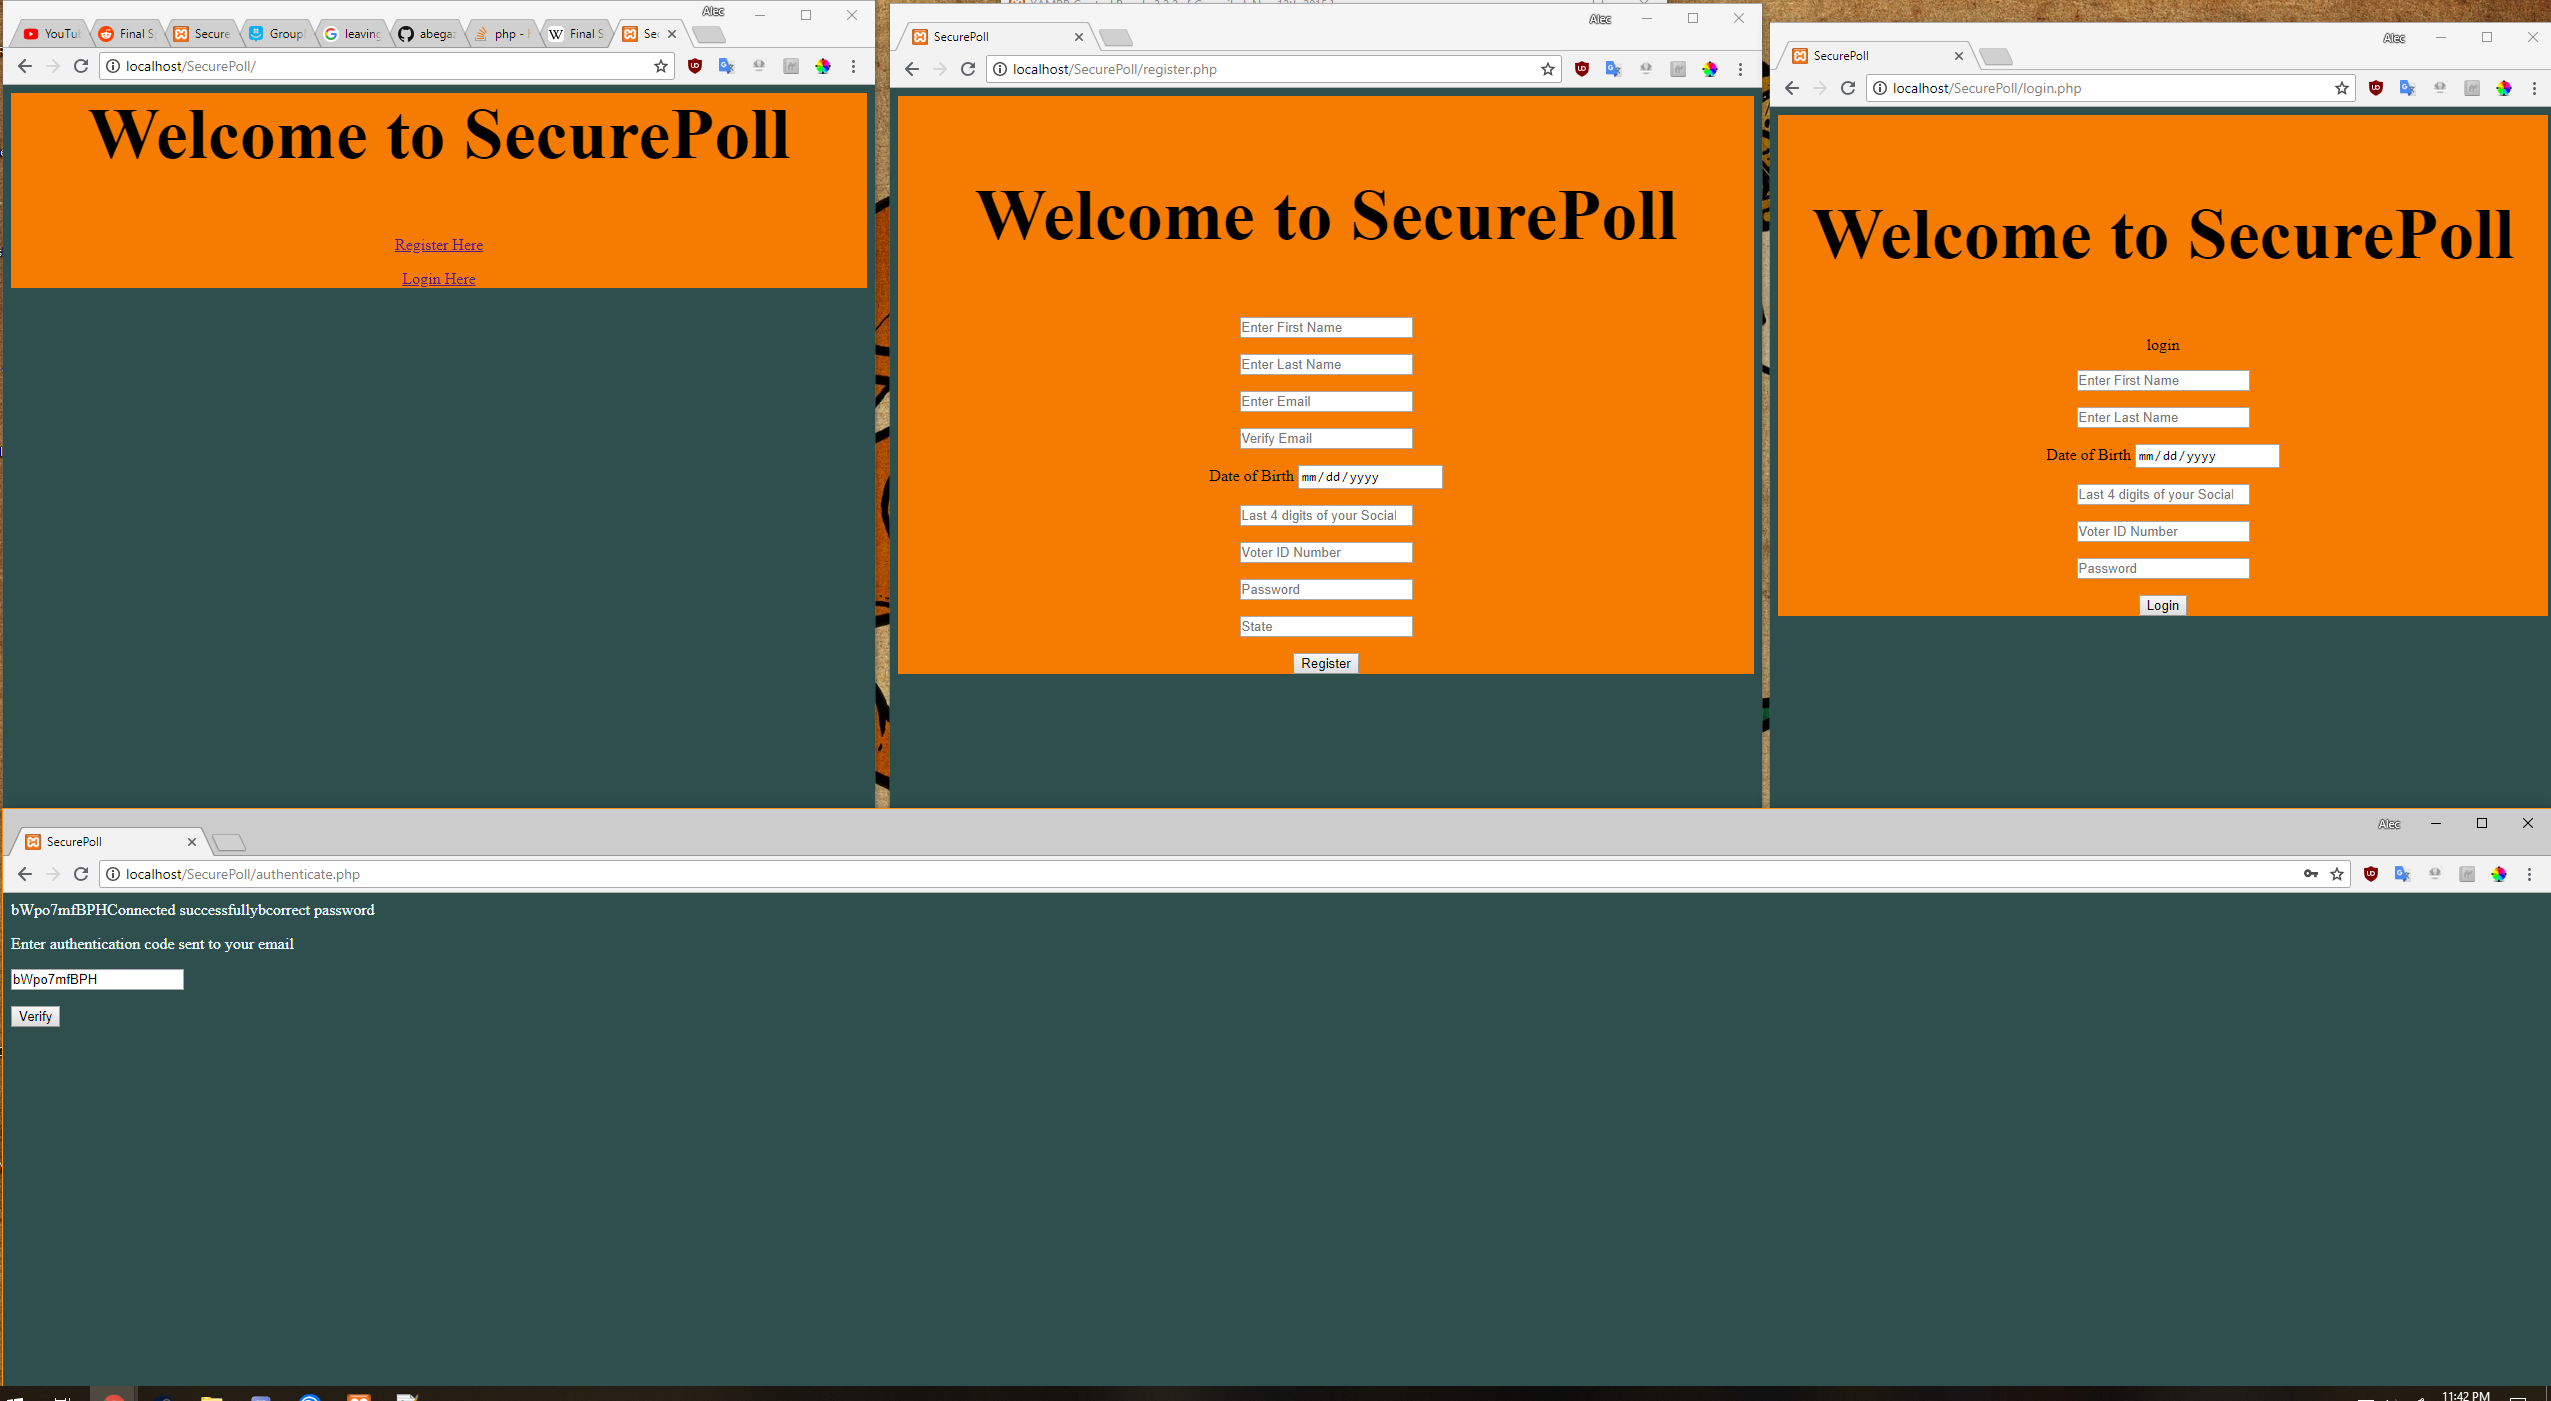 Alec
YouTu
Final S
Secure
Group
leaving
abega
php - H
Final S
Sec
localhost/SecurePoll/
Welcome to SecurePoll
Register Here
Login Here
Alec
SecurePoll
localhost/SecurePoll/register.php
Welcome to SecurePoll
Enter First Name
Enter Last Name
Enter Email
Verify Email
Date of Birth mm/dd/yyyy
Last 4 digits of your Social
Voter ID Number
Password
State
Register
Alec
SecurePoll
localhost/SecurePoll/login.php
Welcome to SecurePoll
login
Enter First Name
Enter Last Name
Date of Birth mm/dd/yyyy
Last 4 digits of your Social
Voter ID Number
Password
Login
Alec
SecurePoll
localhost/SecurePoll/authenticate.php
bWpo7mfBPHConnected successfullybcorrect password
Enter authentication code sent to your email
bWpo7mfBPH
Verify
11:42 PM